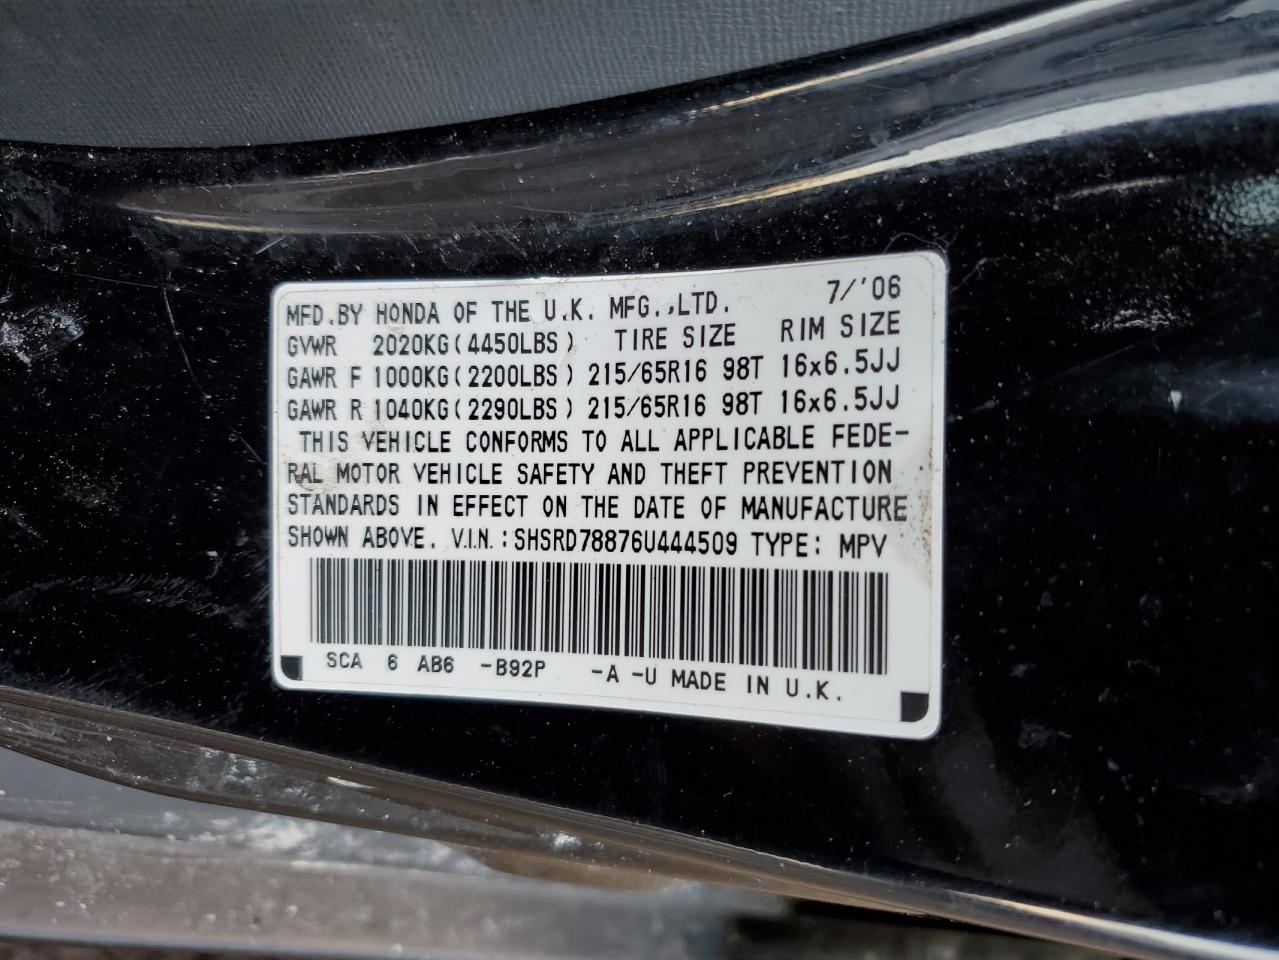 MFD.BY HONDA OF THE U.K. MFG.,LTD. 7/'06
GVWR 2020KG(4450LBS) TIRE SIZE RIM SIZE
GAWR F 1000KG(2200LBS) 215/65R16 98T 16x6.5JJ
GAWR R 1040KG(2290LBS) 215/65R16 98T 16x6.5JJ
THIS VEHICLE CONFORMS TO ALL APPLICABLE FEDE-
RAL MOTOR VEHICLE SAFETY AND THEFT PREVENTION
STANDARDS IN EFFECT ON THE DATE OF MANUFACTURE
SHOWN ABOVE. V.I.N.:SHSRD78876U444509 TYPE: MPV
SCA 6 AB6 -B92P -A -U MADE IN U.K.